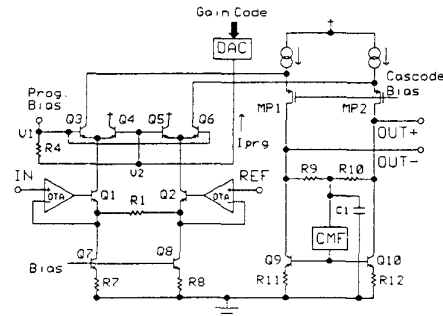 Gain Code
DAC
+
Cascode
Bias
MP1
MP2
Prog.
Bias
Q3
Q4
Q5
Q6
V1
R4
V2
Iprg
OUT+
OUT-
IN
OTA
Q1
Q2
OTA
REF
R1
R9
R10
C1
CMF
Q7
Q8
Bias
R7
R8
Q9
Q10
R11
R12